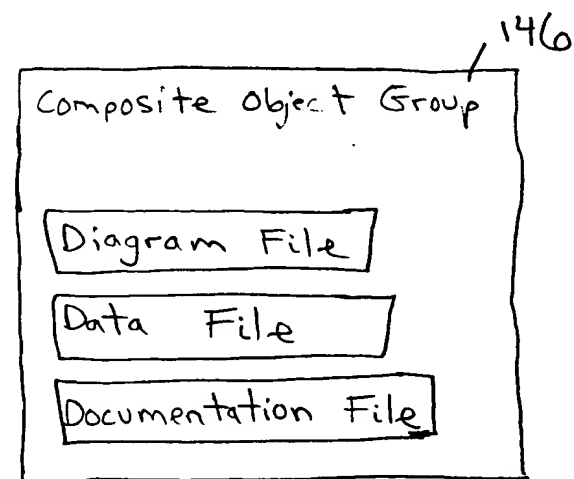 146
Composite Object Group
Diagram File
Data File
Documentation File